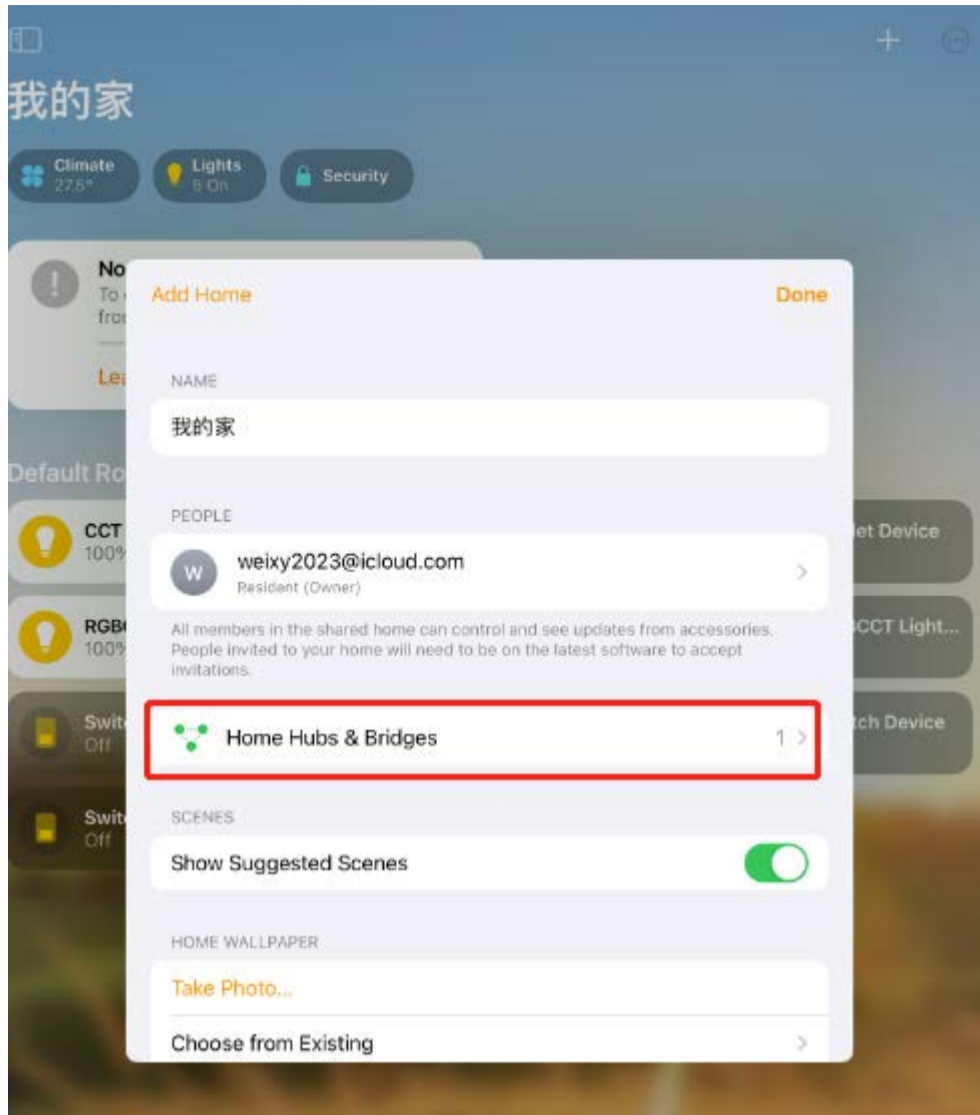 我的家
Climate
27.5°
Lights
5 On
Security
No
To
from
Lea
Add Home
Done
NAME
我的家
PEOPLE
W
weixy2023@icloud.com
Resident (Owner)
All members in the shared home can control and see updates from accessories.
People invited to your home will need to be on the latest software to accept
invitations.
Home Hubs & Bridges
1
SCENES
Show Suggested Scenes
HOME WALLPAPER
Take Photo...
Choose from Existing
Default Ro
CCT
100%
RGB
100%
Swit
Off
Swit
Off
let Device
CCT Light...
tch Device